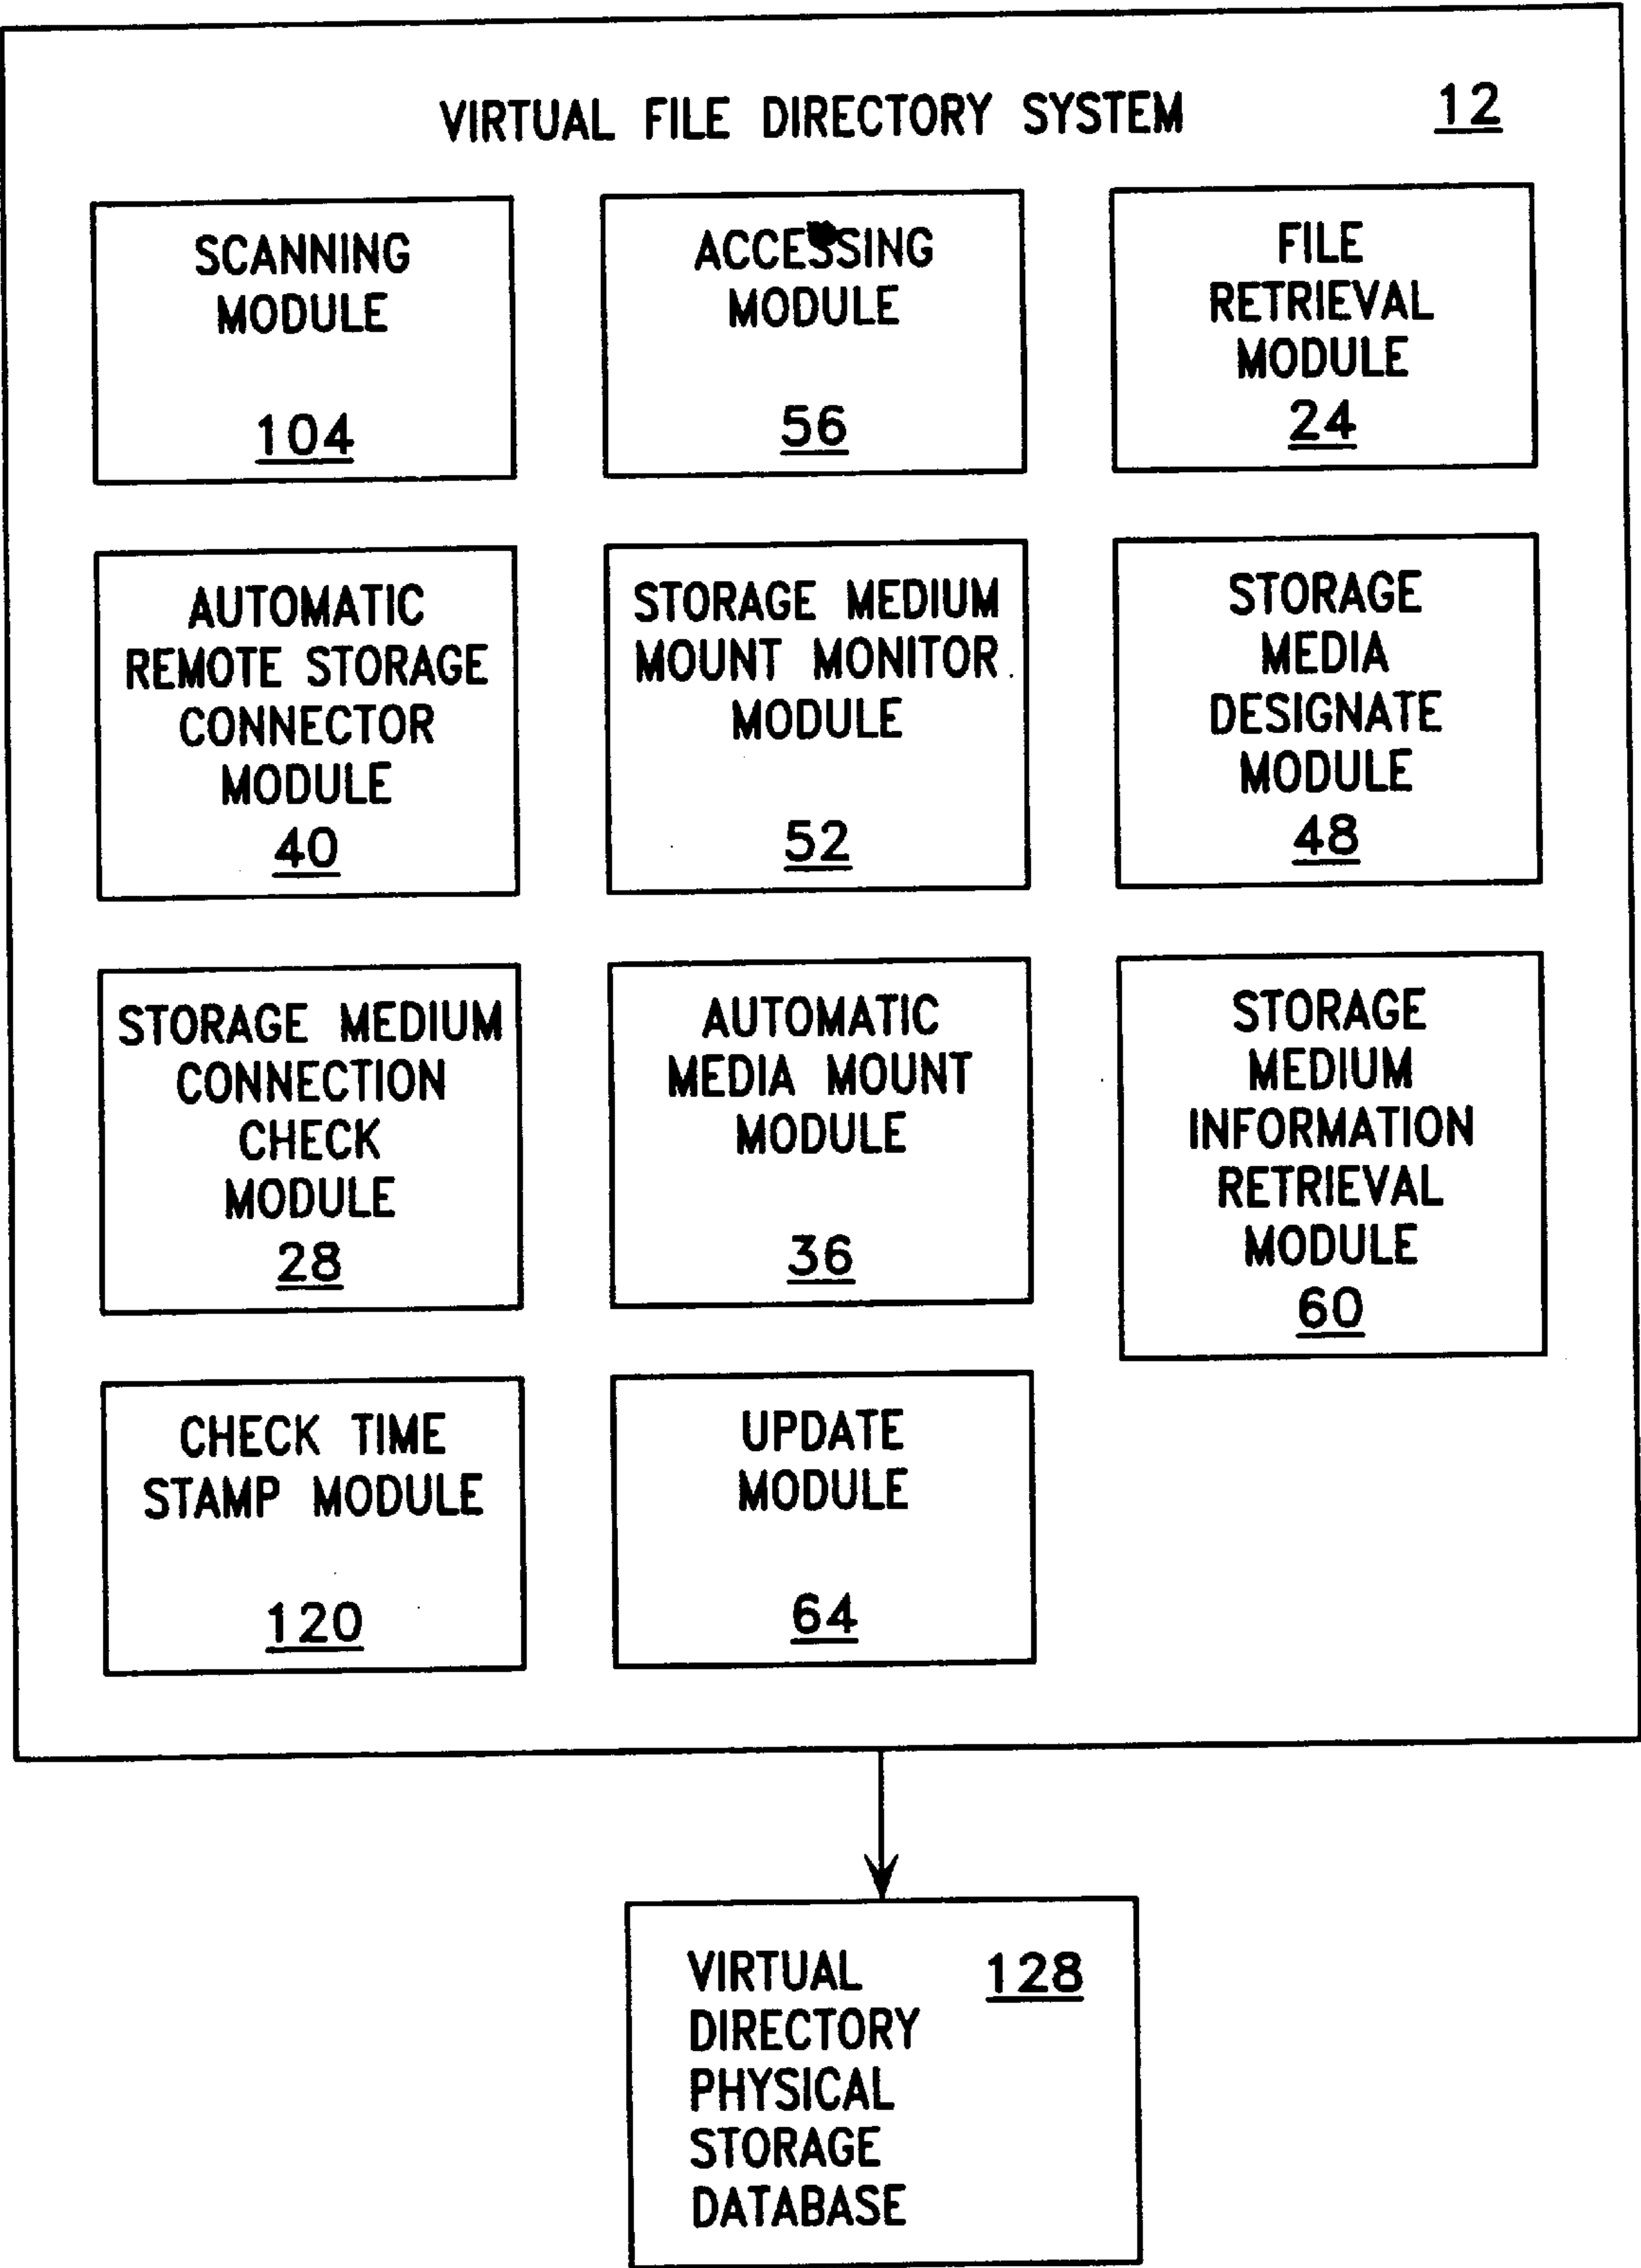 VIRTUAL FILE DIRECTORY SYSTEM 12
SCANNING
MODULE
104
ACCESSING
MODULE
56
FILE
RETRIEVAL
MODULE
24
AUTOMATIC
REMOTE STORAGE
CONNECTOR
MODULE
40
STORAGE MEDIUM
MOUNT MONITOR
MODULE
52
STORAGE
MEDIA
DESIGNATE
MODULE
48
STORAGE MEDIUM
CONNECTION
CHECK
MODULE
28
AUTOMATIC
MEDIA MOUNT
MODULE
36
STORAGE
MEDIUM
INFORMATION
RETRIEVAL
MODULE
60
CHECK TIME
STAMP MODULE
120
UPDATE
MODULE
64
VIRTUAL 128
DIRECTORY
PHYSICAL
STORAGE
DATABASE